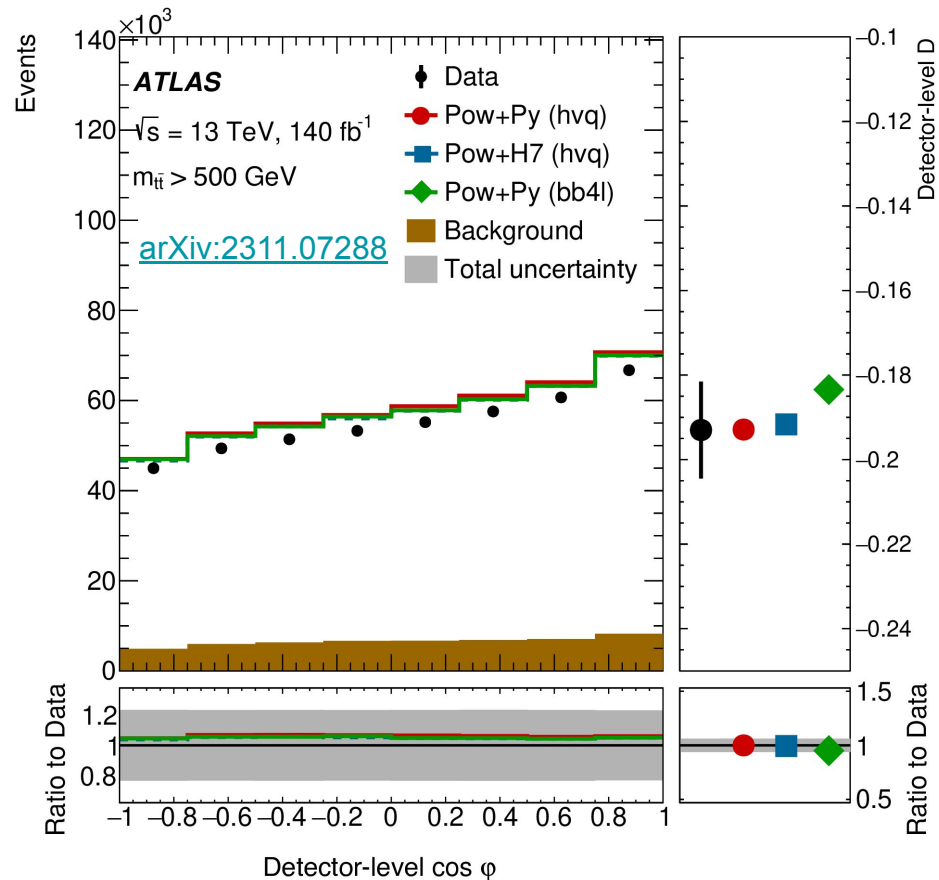 ×10³
Events
140
120
100
80
60
40
20
0
ATLAS
√s = 13 TeV, 140 fb⁻¹
m_tt̄ > 500 GeV
arXiv:2311.07288
Data
Pow+Py (hvq)
Pow+H7 (hvq)
Pow+Py (bb4l)
Background
Total uncertainty
−0.1
−0.12
−0.14
−0.16
−0.18
−0.2
−0.22
−0.24
Detector-level D
Ratio to Data
1.2
1
0.8
−1 −0.8 −0.6 −0.4 −0.2 0 0.2 0.4 0.6 0.8 1
Detector-level cos φ
1.5
1
0.5
Ratio to Data